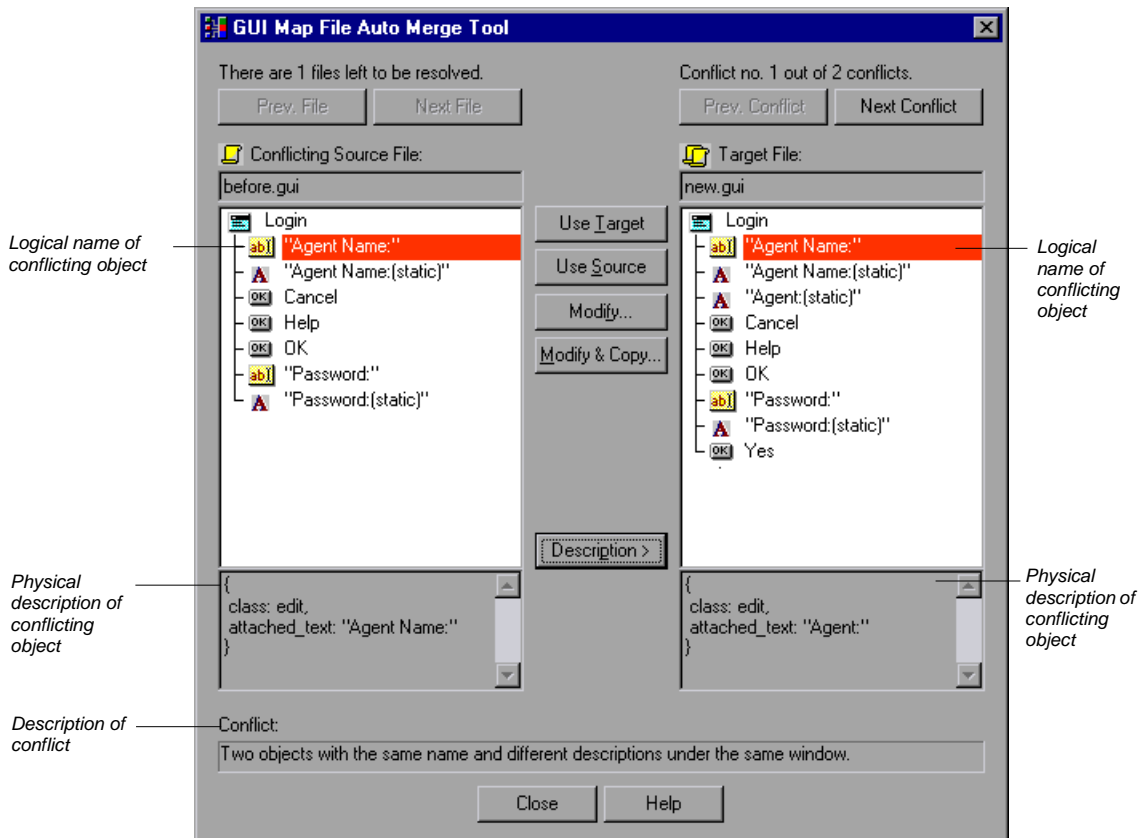 GUI Map File Auto Merge Tool
There are 1 files left to be resolved.
Conflict no. 1 out of 2 conflicts.
Prev. File
Next File
Prev. Conflict
Next Conflict
Conflicting Source File:
Target File:
before.gui
new.gui
Logical name of
conflicting object
Login
"Agent Name:"
"Agent Name:(static)"
Cancel
Help
OK
"Password:"
"Password:(static)"
Use Target
Use Source
Modify...
Modify & Copy...
Description >
Login
"Agent Name:"
"Agent Name:(static)"
"Agent:(static)"
Cancel
Help
OK
"Password:"
"Password:(static)"
Yes
Logical
name of
conflicting
object
Physical
description of
conflicting
object
{
class: edit,
attached_text: "Agent Name:"
}
{
class: edit,
attached_text: "Agent:"
}
Physical
description of
conflicting
object
Description of
conflict
Conflict:
Two objects with the same name and different descriptions under the same window.
Close
Help